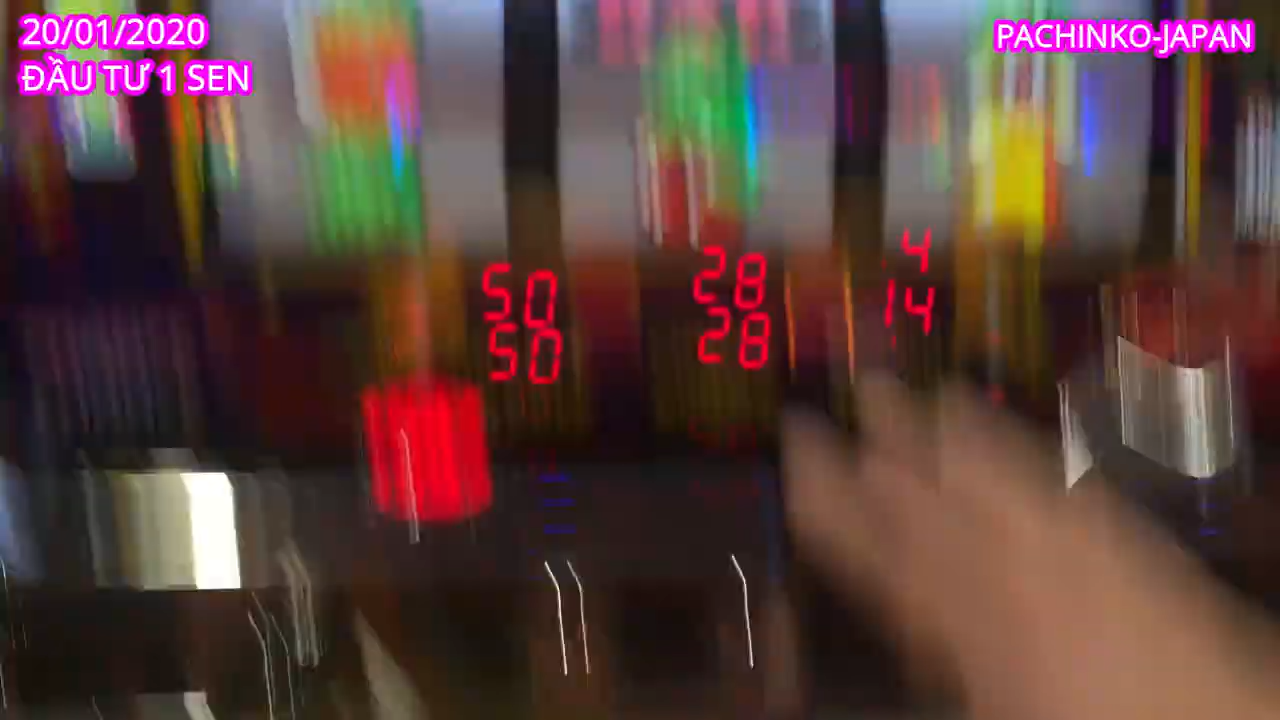 20/01/2020
ĐẦU TƯ 1 SEN
PACHINKO-JAPAN
50 28 4
50 28 14